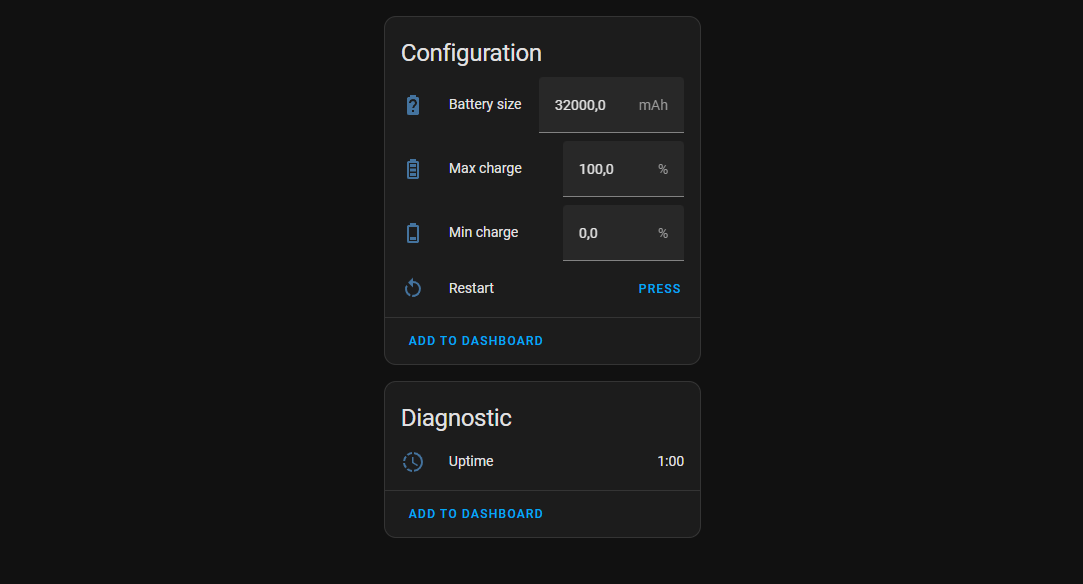 Configuration
Battery size 32000,0 mAh
Max charge 100,0 %
Min charge 0,0 %
Restart PRESS
ADD TO DASHBOARD
Diagnostic
Uptime 1:00
ADD TO DASHBOARD